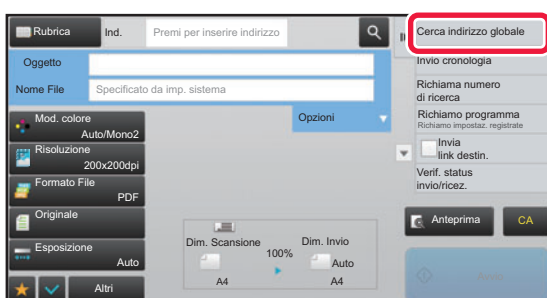 Rubrica
Ind.
Premi per inserire indirizzo
Oggetto
Nome File
Specificato da imp. sistema
Mod. colore
Auto/Mono2
Risoluzione
200x200dpi
Formato File
PDF
Originale
Esposizione
Auto
Altri
Opzioni
Dim. Scansione
100%
Dim. Invio
Auto
A4
A4
Cerca indirizzo globale
Invio cronologia
Richiama numero
di ricerca
Richiamo programma
Richiamo impostaz. registrate
Invia
link destin.
Verif. status
invio/ricez.
Anteprima
CA
Avvio